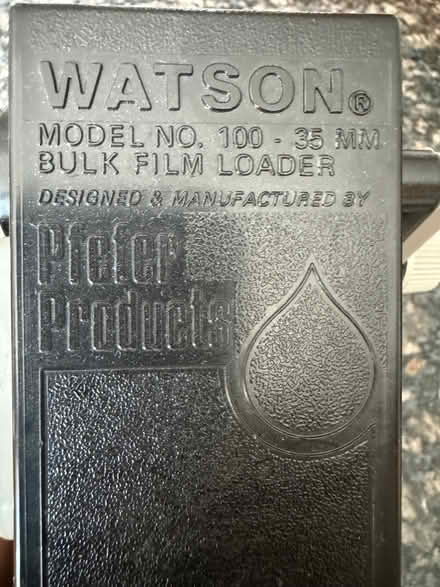 WATSON®
MODEL NO. 100 - 35 MM
BULK FILM LOADER
DESIGNED & MANUFACTURED BY
Pfefer
Products